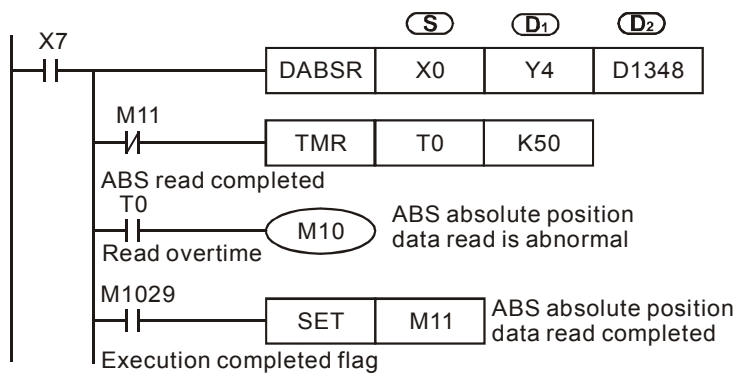 S D1 D2
X7
DABSR X0 Y4 D1348
M11
TMR T0 K50
ABS read completed
T0
M10
ABS absolute position
data read is abnormal
Read overtime
M1029
SET M11
ABS absolute position
data read completed
Execution completed flag